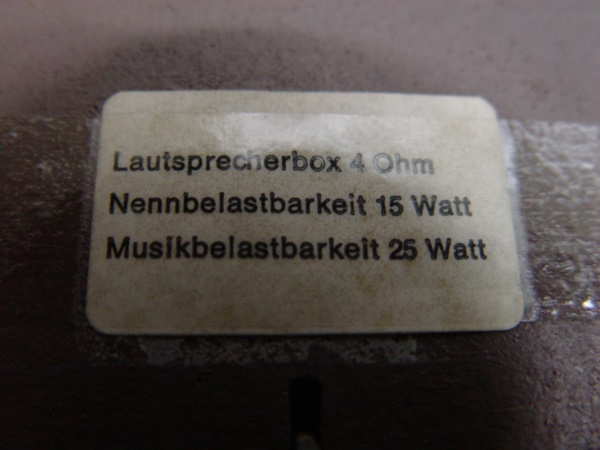 Lautsprecherbox 4 Ohm
Nennbelastbarkeit 15 Watt
Musikbelastbarkeit 25 Watt